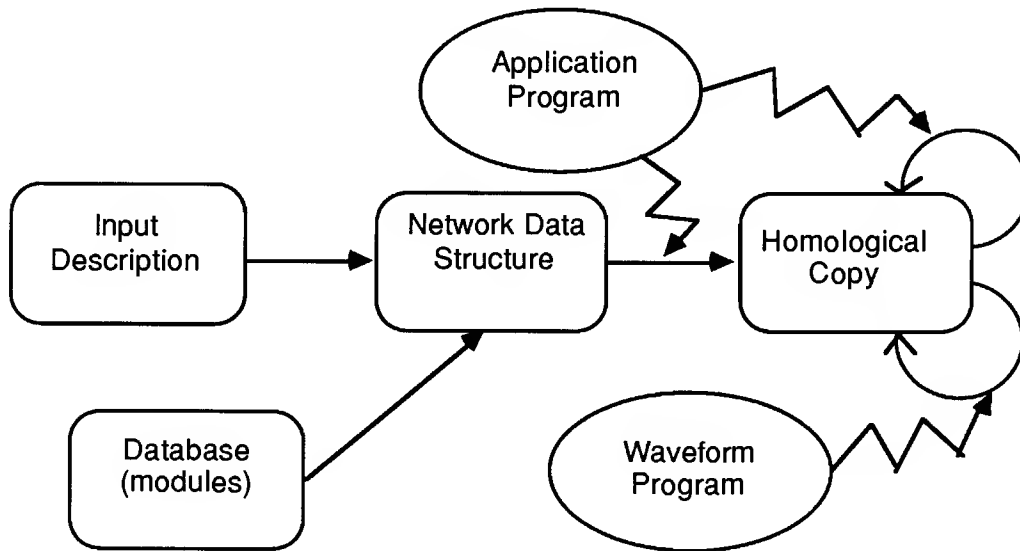 Application
Program
Input
Description
Network Data
Structure
Homological
Copy
Database
(modules)
Waveform
Program